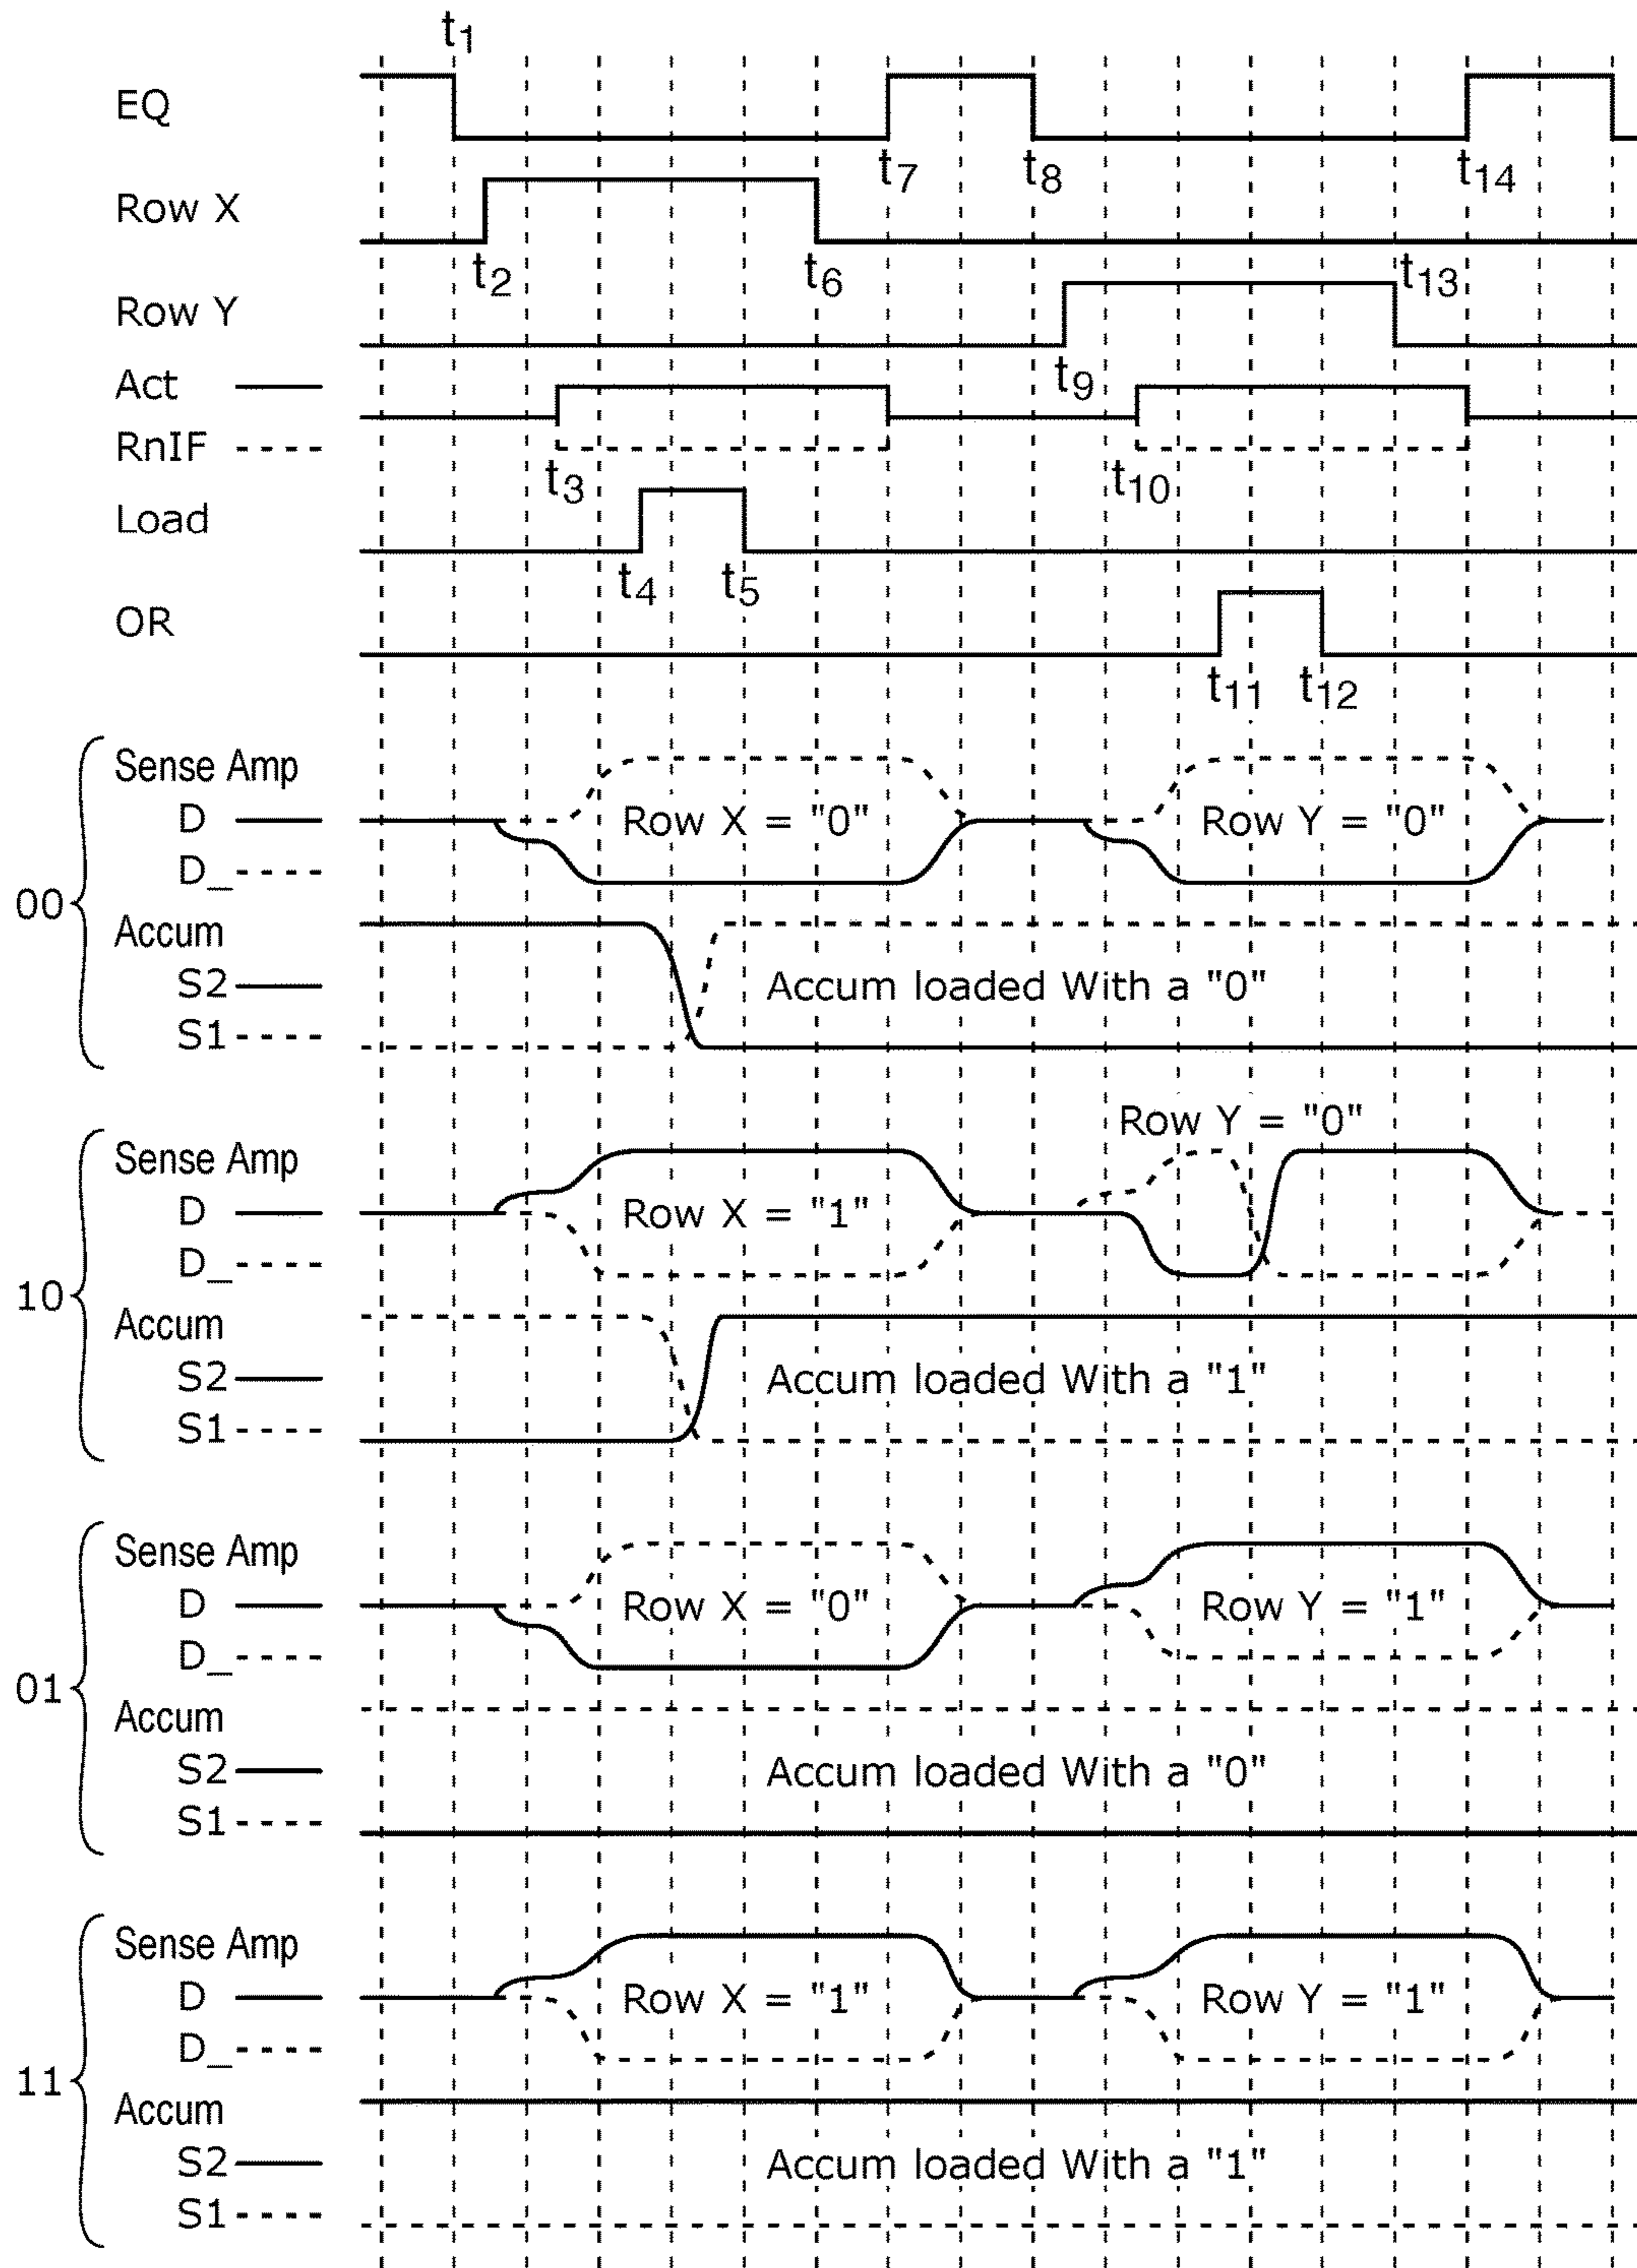 t1
EQ
t7 t8 t14
Row X
t2 t6 t13
Row Y
t9
Act
RnIF
t3 t10
Load
t4 t5
OR
t11 t12
Sense Amp
D Row X = "0" Row Y = "0"
D_
00
Accum
S2 Accum loaded With a "0"
S1
Row Y = "0"
Sense Amp
D Row X = "1"
D_
10
Accum
S2 Accum loaded With a "1"
S1
Sense Amp
D Row X = "0" Row Y = "1"
D_
01
Accum
S2 Accum loaded With a "0"
S1
Sense Amp
D Row X = "1" Row Y = "1"
D_
11
Accum
S2 Accum loaded With a "1"
S1